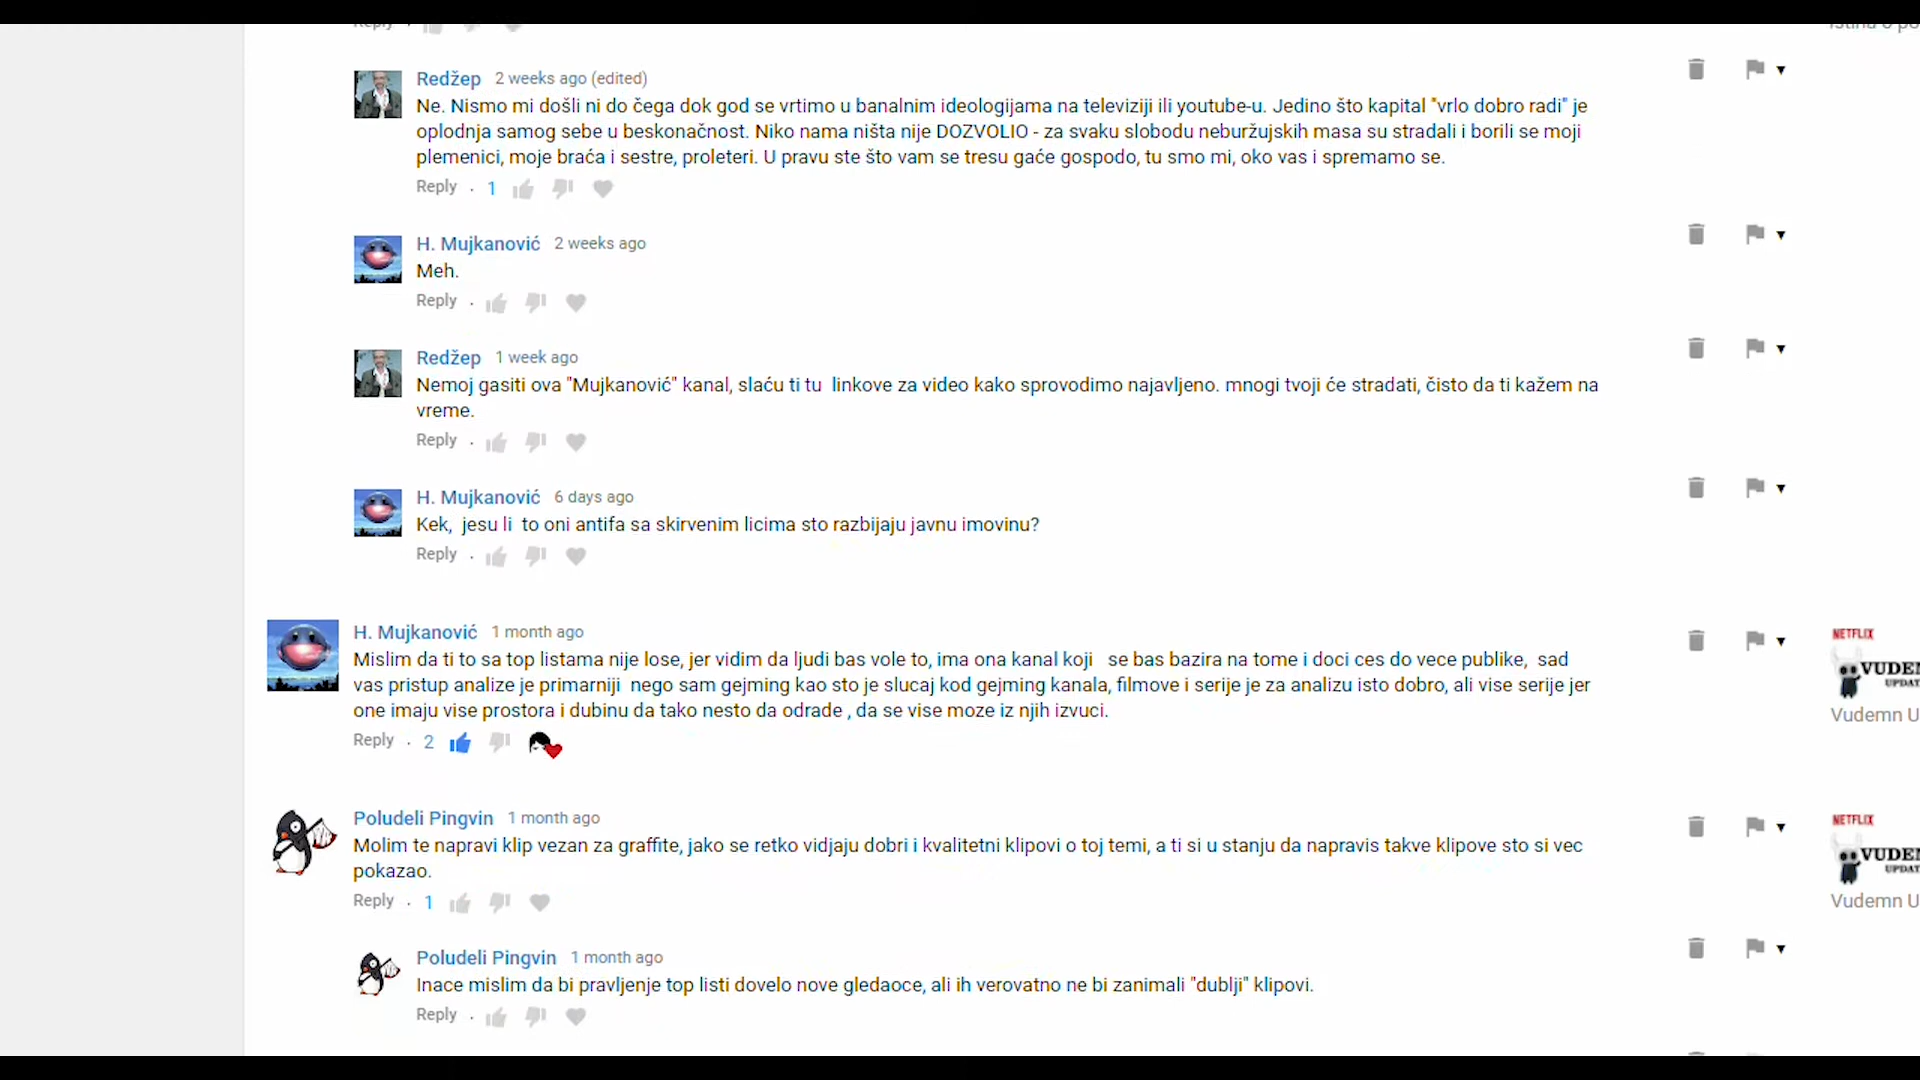 Reply
Istina o po
Redžep 2 weeks ago (edited)
Ne. Nismo mi došli ni do čega dok god se vrtimo u banalnim ideologijama na televiziji ili youtube-u. Jedino što kapital "vrlo dobro radi" je
oplodnja samog sebe u beskonačnost. Niko nama ništa nije DOZVOLIO - za svaku slobodu neburžujskih masa su stradali i borili se moji
plemenici, moje braća i sestre, proleteri. U pravu ste što vam se tresu gaće gospodo, tu smo mi, oko vas i spremamo se.
Reply · 1
H. Mujkanović 2 weeks ago
Meh.
Reply ·
Redžep 1 week ago
Nemoj gasiti ova "Mujkanović" kanal, slaću ti tu linkove za video kako sprovodimo najavljeno. mnogi tvoji će stradati, čisto da ti kažem na
vreme.
Reply ·
H. Mujkanović 6 days ago
Kek, jesu li to oni antifa sa skirvenim licima sto razbijaju javnu imovinu?
Reply ·
H. Mujkanović 1 month ago
Mislim da ti to sa top listama nije lose, jer vidim da ljudi bas vole to, ima ona kanal koji se bas bazira na tome i doci ces do vece publike, sad
vas pristup analize je primarniji nego sam gejming kao sto je slucaj kod gejming kanala, filmove i serije je za analizu isto dobro, ali vise serije jer
one imaju vise prostora i dubinu da tako nesto da odrade , da se vise moze iz njih izvuci.
Reply · 2
NETFLIX
VUDEM
UPDAT
Vudemn U
Poludeli Pingvin 1 month ago
Molim te napravi klip vezan za graffite, jako se retko vidjaju dobri i kvalitetni klipovi o toj temi, a ti si u stanju da napravis takve klipove sto si vec
pokazao.
Reply · 1
NETFLIX
VUDEM
UPDAT
Vudemn U
Poludeli Pingvin 1 month ago
Inace mislim da bi pravljenje top listi dovelo nove gledaoce, ali ih verovatno ne bi zanimali "dublji" klipovi.
Reply ·